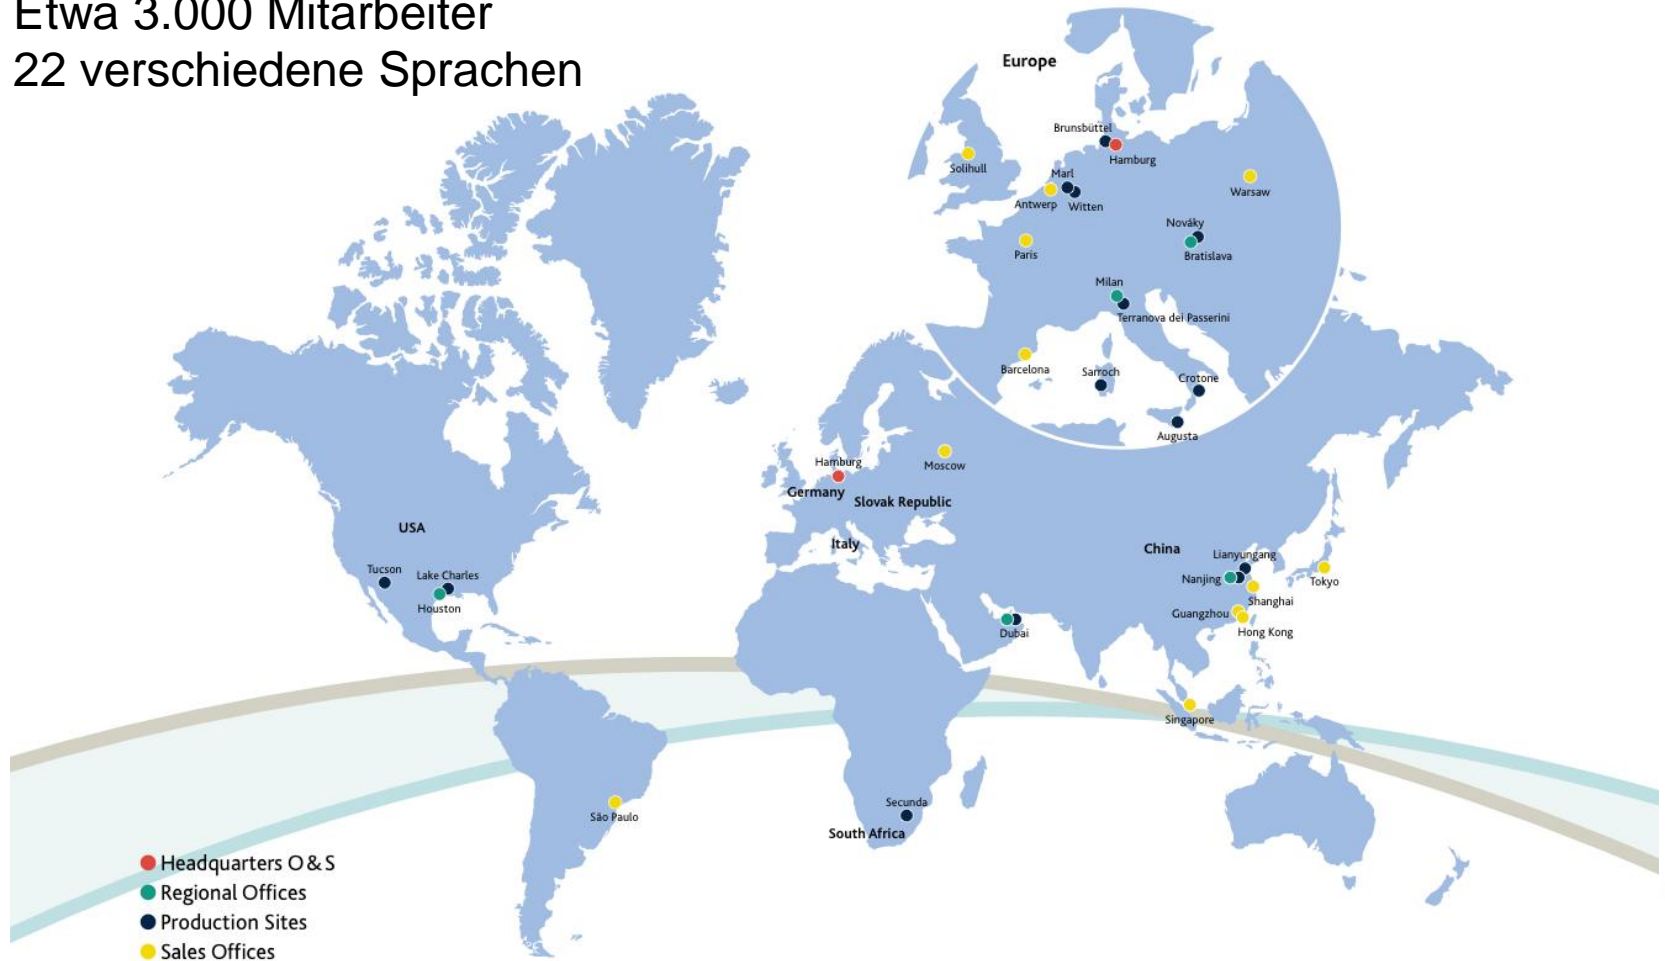 Etwa 3.000 Mitarbeiter
22 verschiedene Sprachen
Europe
Brunsbüttel
Hamburg
Solihull
Marl
Antwerp
Witten
Warsaw
Nováky
Bratislava
Paris
Milan
Terranova dei Passerini
Barcelona
Sarroch
Crotone
Augusta
Hamburg
Moscow
Germany
Slovak Republic
Italy
USA
Tucson
Lake Charles
Houston
China
Lianyungang
Nanjing
Tokyo
Shanghai
Guangzhou
Hong Kong
Dubai
Singapore
São Paulo
Secunda
South Africa
Headquarters O & S
Regional Offices
Production Sites
Sales Offices